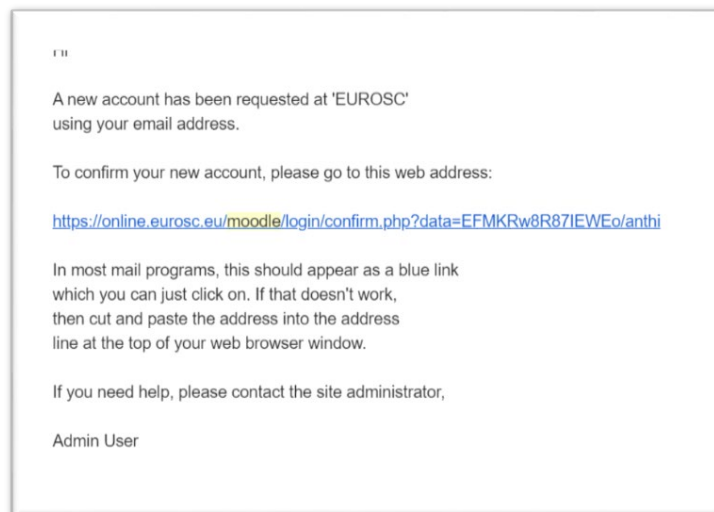 A new account has been requested at 'EUROSC'
using your email address.
To confirm your new account, please go to this web address:
https://online.eurosc.eu/moodle/login/confirm.php?data=EFMKRw8R87IEWEo/anthi
In most mail programs, this should appear as a blue link
which you can just click on. If that doesn't work,
then cut and paste the address into the address
line at the top of your web browser window.
If you need help, please contact the site administrator,
Admin User